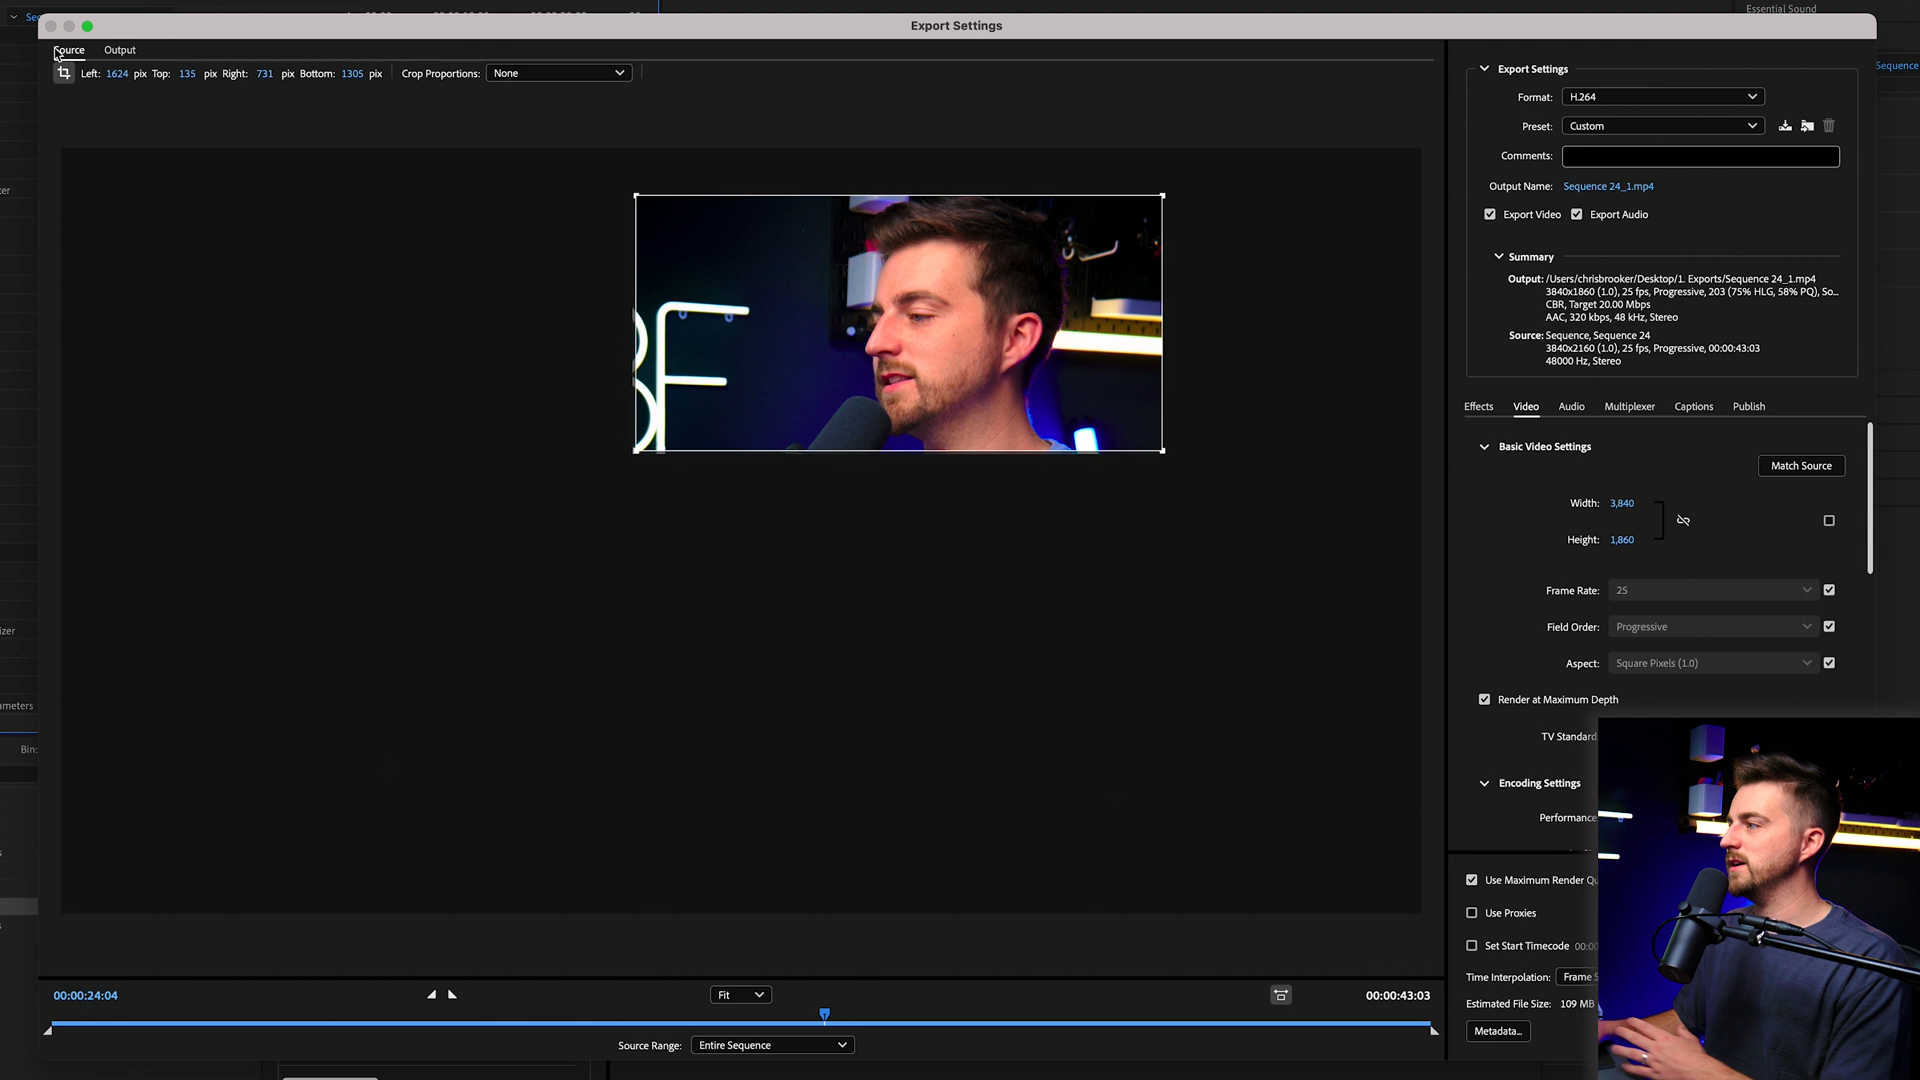 Essential Sound
Export Settings
Source Output
Left: 1624 pix Top: 135 pix Right: 731 pix Bottom: 1305 pix Crop Proportions: None
Sequence
Export Settings
Format: H.264
Preset: Custom
Comments:
Output Name: Sequence 24_1.mp4
Export Video Export Audio
Summary
Output: /Users/chrisbrooker/Desktop/1. Exports/Sequence 24_1.mp4
3840x1860 (1.0), 25 fps, Progressive, 203 (75% HLG, 58% PQ), So...
CBR, Target 20.00 Mbps
AAC, 320 kbps, 48 kHz, Stereo
Source: Sequence, Sequence 24
3840x2160 (1.0), 25 fps, Progressive, 00:00:43:03
48000 Hz, Stereo
Effects Video Audio Multiplexer Captions Publish
Basic Video Settings
Match Source
Width: 3,840
Height: 1,860
Frame Rate: 25
Field Order: Progressive
Aspect: Square Pixels (1.0)
Render at Maximum Depth
TV Standard
Encoding Settings
Performance
Use Maximum Render Qu
Use Proxies
Set Start Timecode 00:00
Time Interpolation: Frame S
Estimated File Size: 109 MB
Metadata...
00:00:24:04 Fit 00:00:43:03
Source Range: Entire Sequence
ter
izer
ameters
Bin: